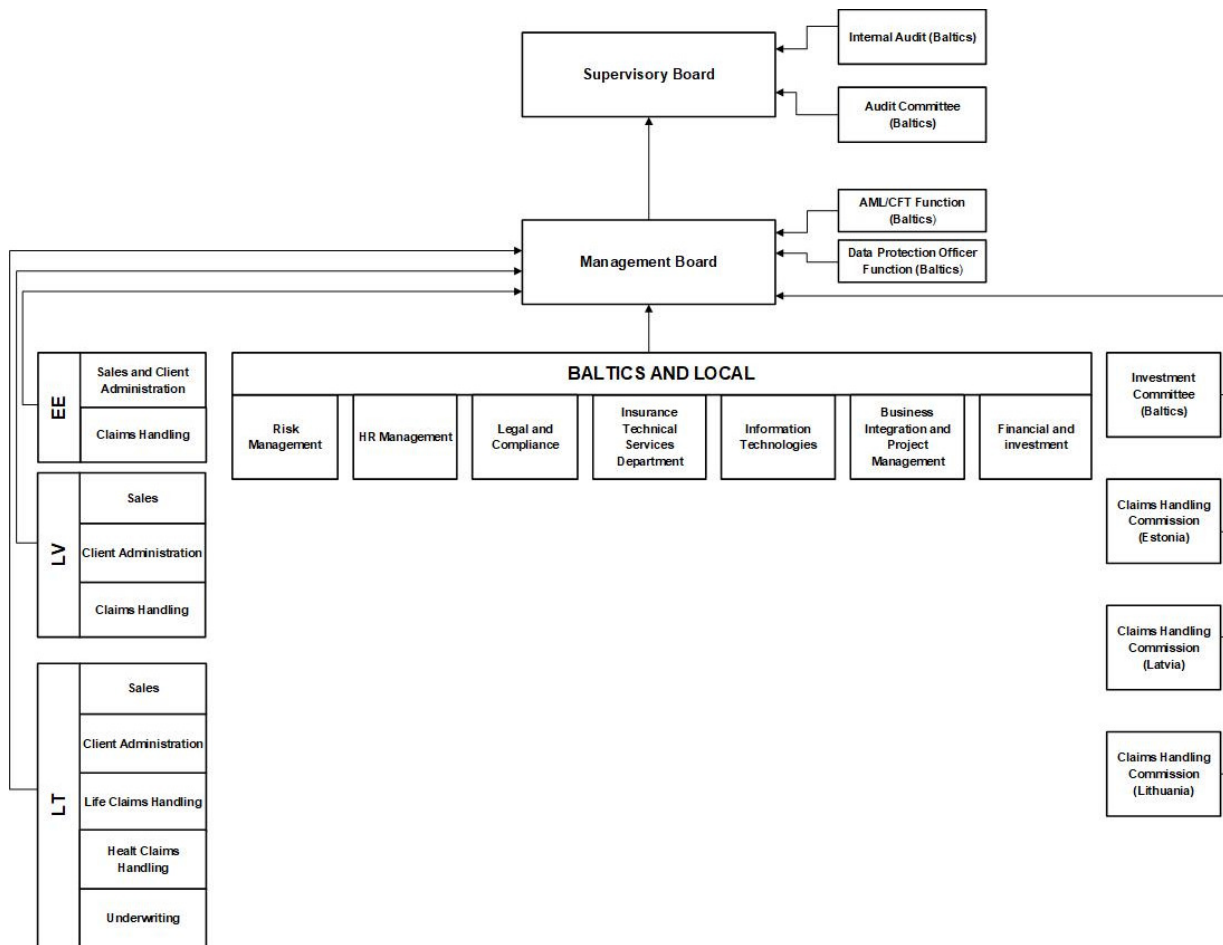 Supervisory Board
Internal Audit (Baltics)
Audit Committee
(Baltics)
Management Board
AML/CFT Function
(Baltics)
Data Protection Officer
Function (Baltics)
EE
Sales and Client
Administration
Claims Handling
LV
Sales
Client Administration
Claims Handling
LT
Sales
Client Administration
Life Claims Handling
Healt Claims
Handling
Underwriting
BALTICS AND LOCAL
Risk
Management
HR Management
Legal and
Compliance
Insurance
Technical
Services
Department
Information
Technologies
Business
Integration and
Project
Management
Financial and
investment
Investment
Committee
(Baltics)
Claims Handling
Commission
(Estonia)
Claims Handling
Commission
(Latvia)
Claims Handling
Commission
(Lithuania)